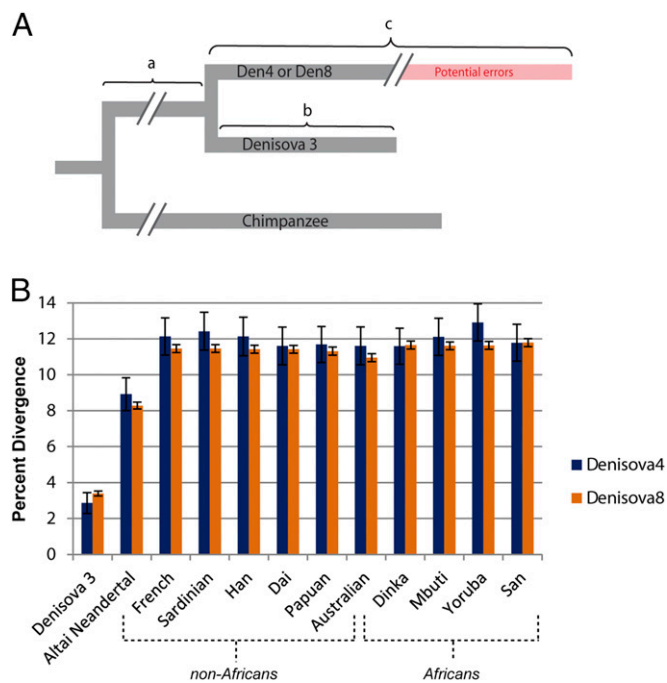 A
c
a
Den4 or Den8
Potential errors
b
Denisova 3
Chimpanzee
B
14
12
10
8
6
4
2
0
Percent Divergence
Denisova4
Denisova8
Denisova 3
Altai Neandertal
French
Sardinian
Han
Dai
Papuan
Australian
Dinka
Mbuti
Yoruba
San
non-Africans
Africans